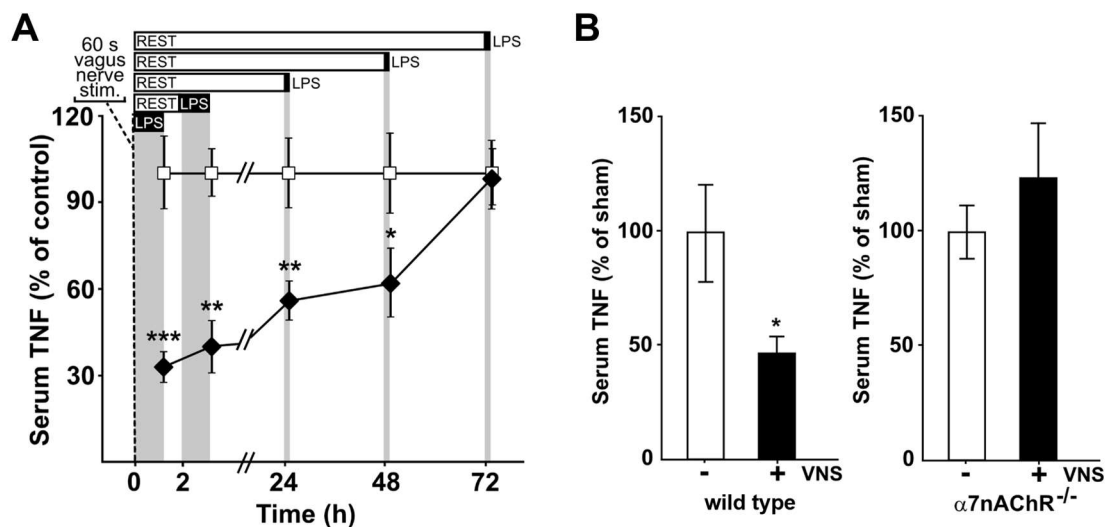 A
60 s
vagus
nerve
stim.
REST LPS
REST LPS
REST LPS
REST LPS
LPS
Serum TNF (% of control)
120
90
60
30
***
**
**
*
0 2 24 48 72
Time (h)
B
Serum TNF (% of sham)
150
100
50
0
*
- + VNS
wild type
Serum TNF (% of sham)
150
100
50
0
- + VNS
α7nAChR-/-